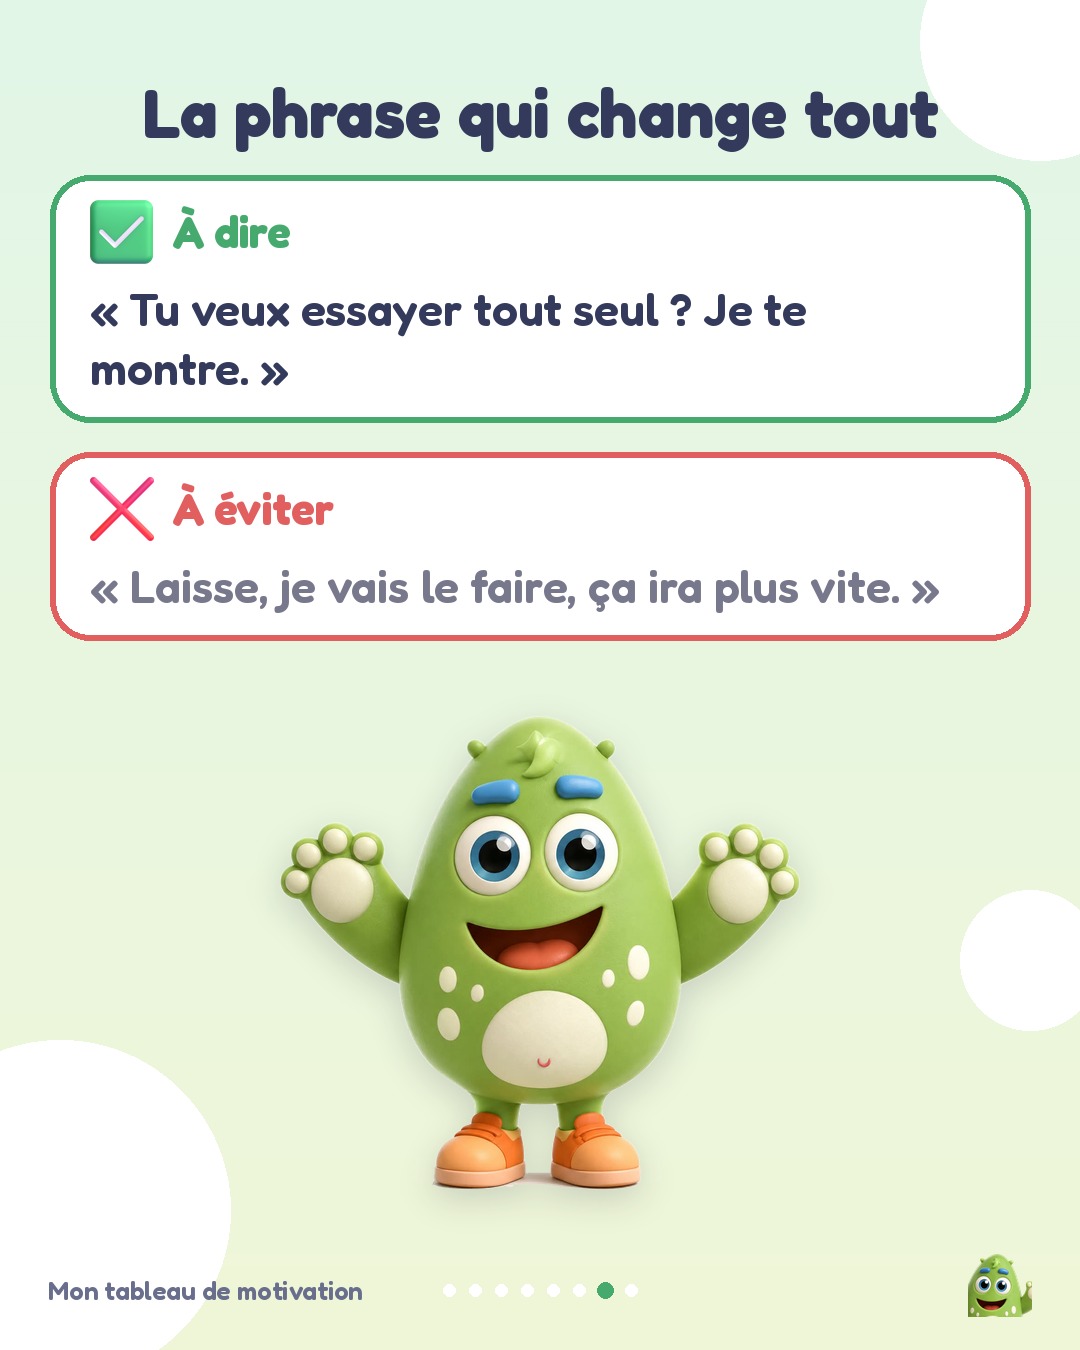 La phrase qui change tout
À dire
« Tu veux essayer tout seul ? Je te
montre. »
À éviter
« Laisse, je vais le faire, ça ira plus vite. »
Mon tableau de motivation